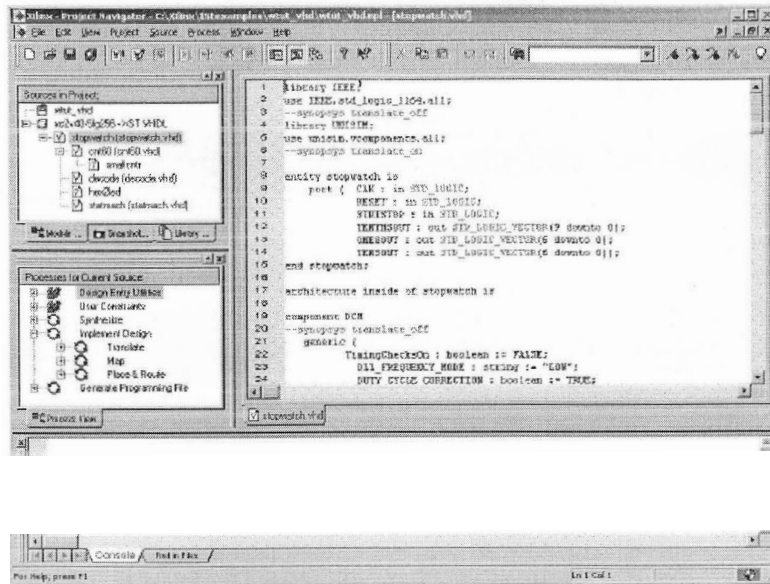 Xilinx - Project Navigator - C:\Xilinx\ISEexamples\wtut_vhd\wtut_vhd.npl - [stopwatch.vhd]
File Edit View Project Source Process Window Help
Sources in Project:
wtut_vhd
xc2v40-5fg256 - XST VHDL
stopwatch (stopwatch.vhd)
cnt60 (cnt60.vhd)
smallcntr
decode (decode.vhd)
hex2led
statmach (statmach.vhd)
Module ... Snapshot... Library ...
Processes for Current Source:
Design Entry Utilities
User Constraints
Synthesize
Implement Design
Translate
Map
Place & Route
Generate Programming File
Process View
1 library IEEE;
2 use IEEE.std_logic_1164.all;
3 --synopsys translate_off
4 library UNISIM;
5 use unisim.vcomponents.all;
6 --synopsys translate_on
7
8 entity stopwatch is
9 port ( CLK : in STD_LOGIC;
10 RESET : in STD_LOGIC;
11 STRTSTOP : in STD_LOGIC;
12 TENTHSOUT : out STD_LOGIC_VECTOR(9 downto 0);
13 ONESOUT : out STD_LOGIC_VECTOR(6 downto 0);
14 TENSOUT : out STD_LOGIC_VECTOR(6 downto 0));
15 end stopwatch;
16
17 architecture inside of stopwatch is
18
19 component DCM
20 --synopsys translate_off
21 generic (
22 TimingChecksOn : boolean := FALSE;
23 DLL_FREQUENCY_MODE : string := "LOW";
24 DUTY_CYCLE_CORRECTION : boolean := TRUE;
stopwatch.vhd
Console Find in Files
For Help, press F1
Ln 1 Col 1